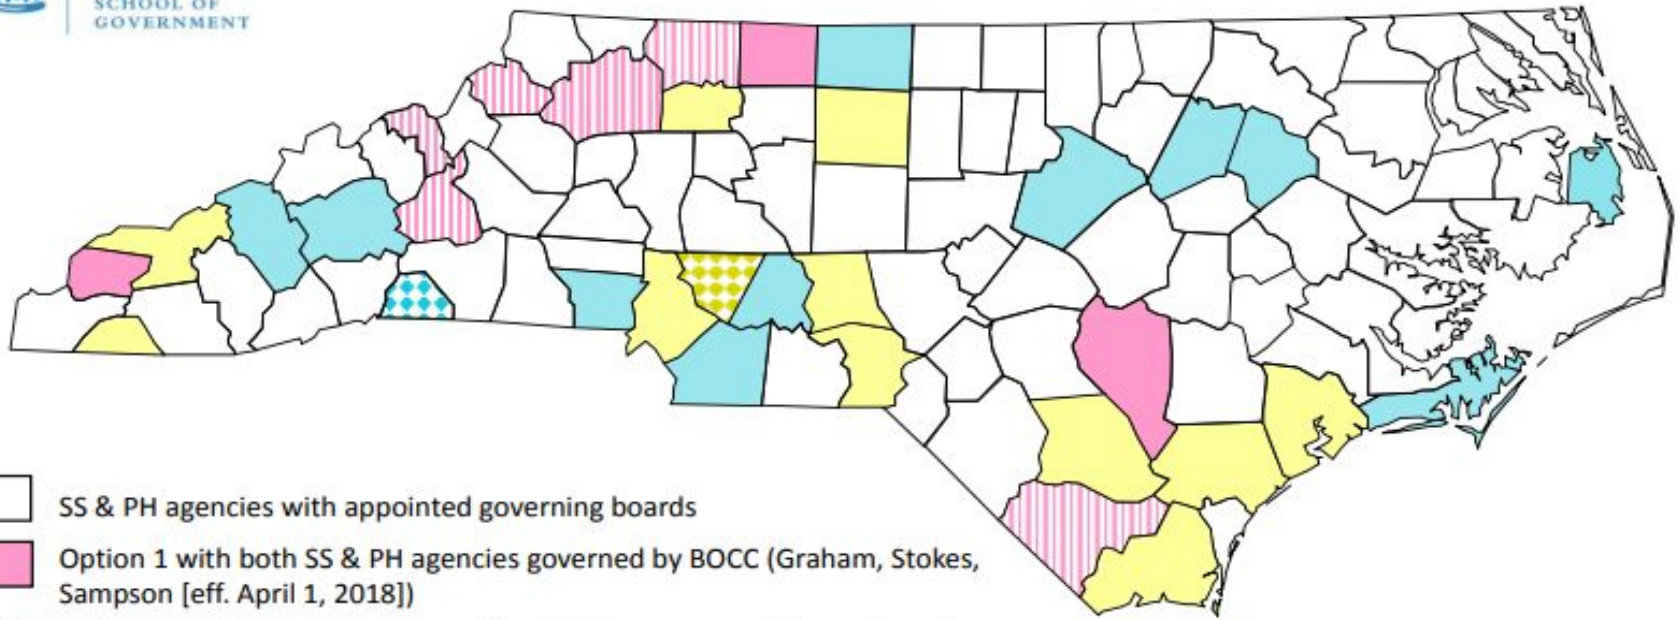 SCHOOL OF
GOVERNMENT
SS & PH agencies with appointed governing boards
Option 1 with both SS & PH agencies governed by BOCC (Graham, Stokes,
Sampson [eff. April 1, 2018])